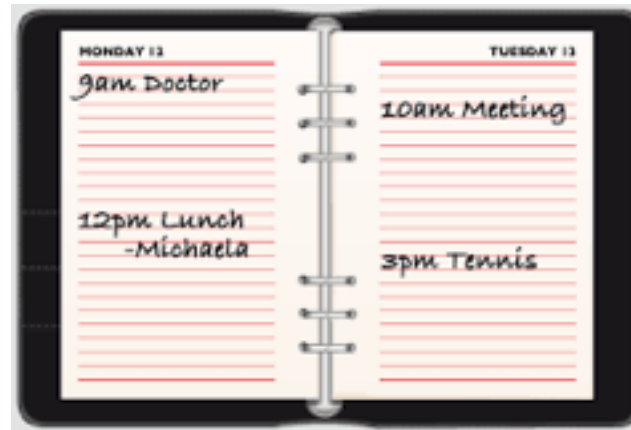 MONDAY 12
9am Doctor
12pm Lunch
-Michaela
TUESDAY 13
10am Meeting
3pm Tennis